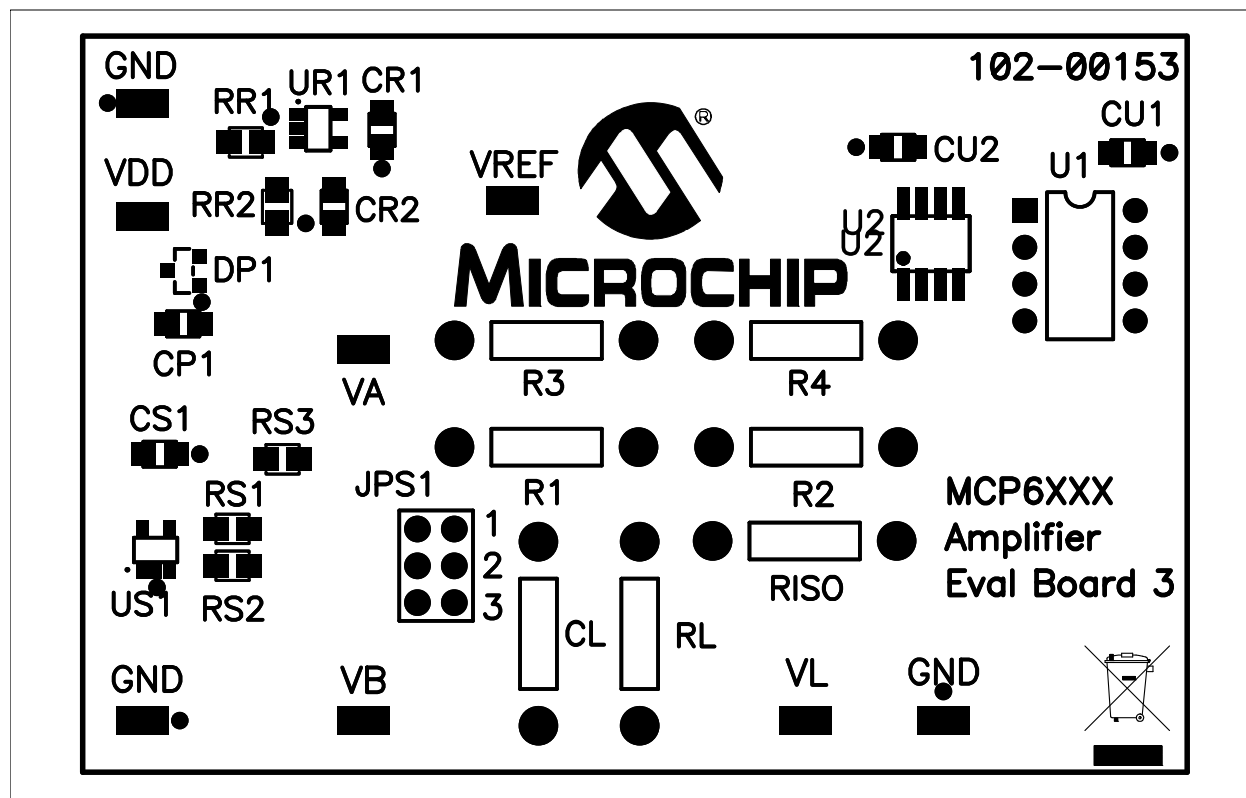 GND
UR1
CR1
102-00153
RR1
®
CU1
VREF
CU2
VDD
U1
RR2
CR2
U2
U2
DP1
MICROCHIP
CP1
VA
R3
R4
CS1
RS3
JPS1
RS1
R1
R2
MCP6XXX
Amplifier
Eval Board 3
1
2
3
RISO
US1
RS2
CL
RL
GND
VB
VL
GND